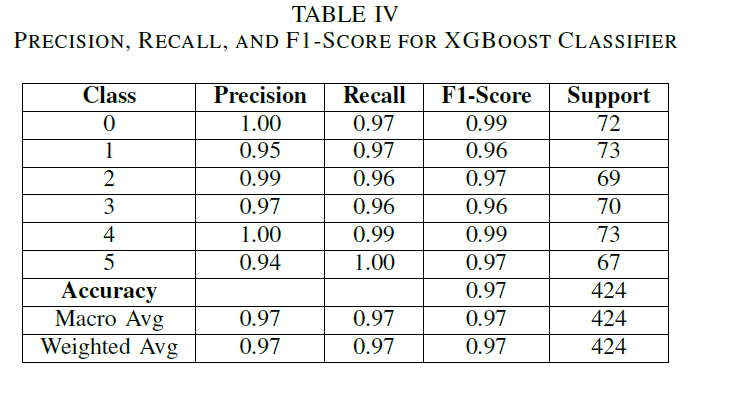 TABLE IV
PRECISION, RECALL, AND F1-SCORE FOR XGBOOST CLASSIFIER
Class Precision Recall F1-Score Support
0 1.00 0.97 0.99 72
1 0.95 0.97 0.96 73
2 0.99 0.96 0.97 69
3 0.97 0.96 0.96 70
4 1.00 0.99 0.99 73
5 0.94 1.00 0.97 67
Accuracy 0.97 424
Macro Avg 0.97 0.97 0.97 424
Weighted Avg 0.97 0.97 0.97 424